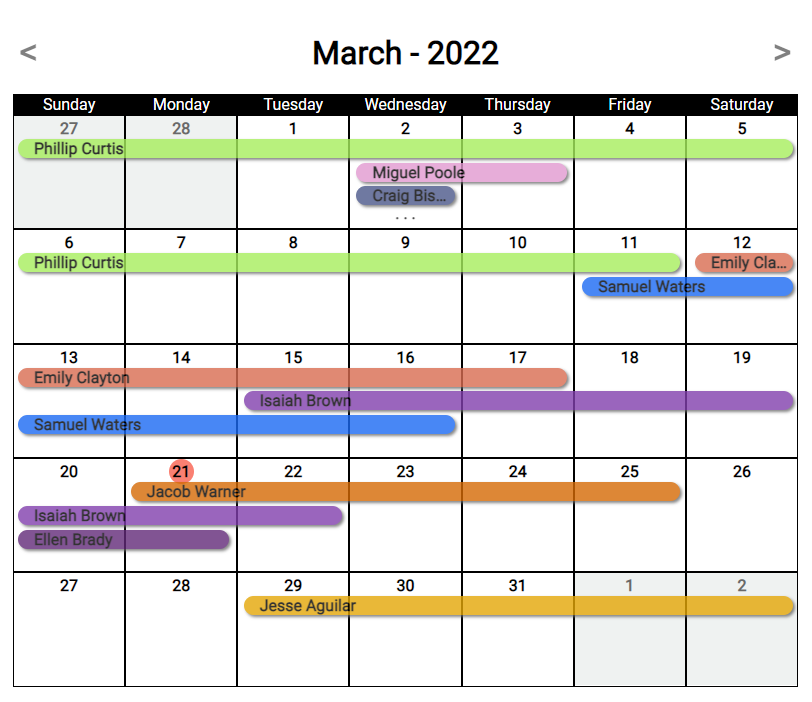 < March - 2022 >
Sunday Monday Tuesday Wednesday Thursday Friday Saturday
27 28 1 2 3 4 5
Phillip Curtis
Miguel Poole
Craig Bis...
...
6 7 8 9 10 11 12
Phillip Curtis Emily Cla...
Samuel Waters
13 14 15 16 17 18 19
Emily Clayton
Isaiah Brown
Samuel Waters
20 21 22 23 24 25 26
Jacob Warner
Isaiah Brown
Ellen Brady
27 28 29 30 31 1 2
Jesse Aguilar